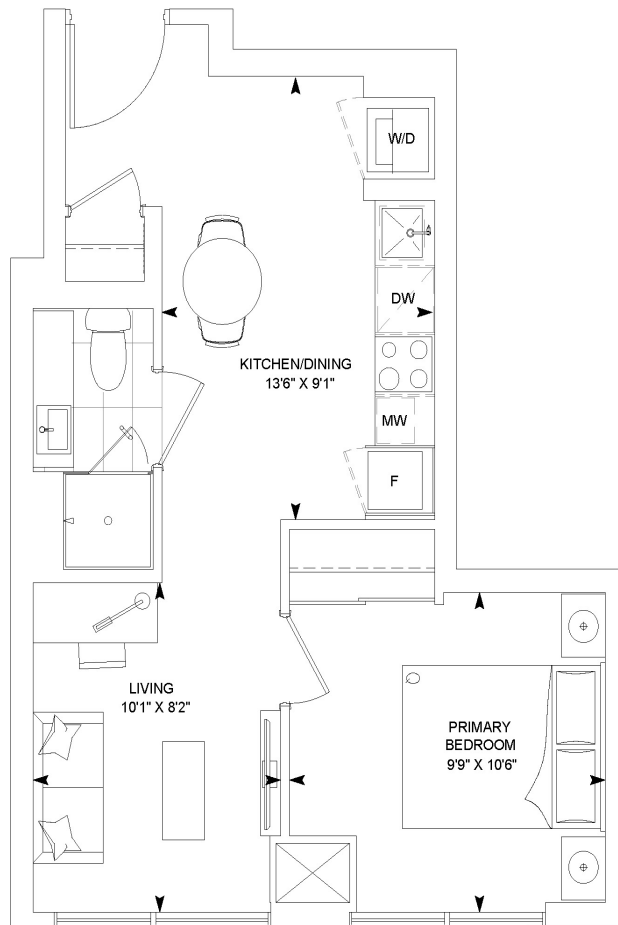 W/D
DW
KITCHEN/DINING
13'6" X 9'1"
MW
F
LIVING
10'1" X 8'2"
PRIMARY
BEDROOM
9'9" X 10'6"